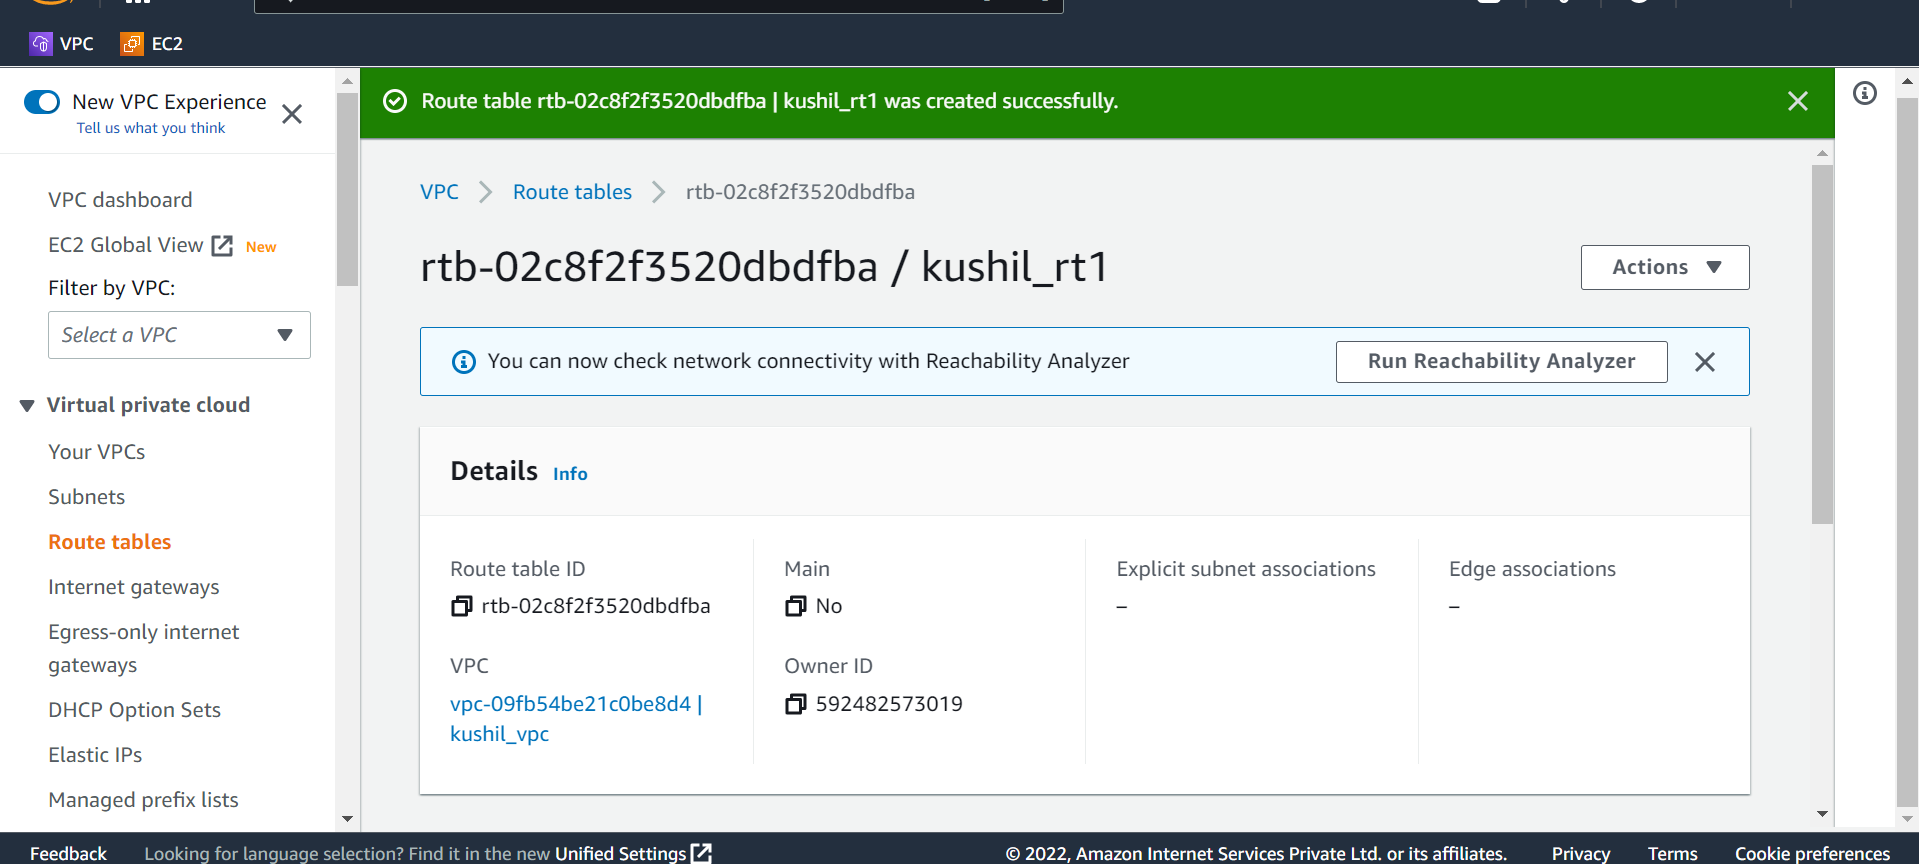 VPC EC2
New VPC Experience
Tell us what you think
VPC dashboard
EC2 Global View New
Filter by VPC:
Select a VPC
Virtual private cloud
Your VPCs
Subnets
Route tables
Internet gateways
Egress-only internet
gateways
DHCP Option Sets
Elastic IPs
Managed prefix lists
Route table rtb-02c8f2f3520dbdfba | kushil_rt1 was created successfully.
VPC Route tables rtb-02c8f2f3520dbdfba
rtb-02c8f2f3520dbdfba / kushil_rt1
Actions
You can now check network connectivity with Reachability Analyzer
Run Reachability Analyzer
Details Info
Route table ID
rtb-02c8f2f3520dbdfba
VPC
vpc-09fb54be21c0be8d4 |
kushil_vpc
Main
No
Owner ID
592482573019
Explicit subnet associations
–
Edge associations
–
Feedback Looking for language selection? Find it in the new Unified Settings © 2022, Amazon Internet Services Private Ltd. or its affiliates. Privacy Terms Cookie preferences